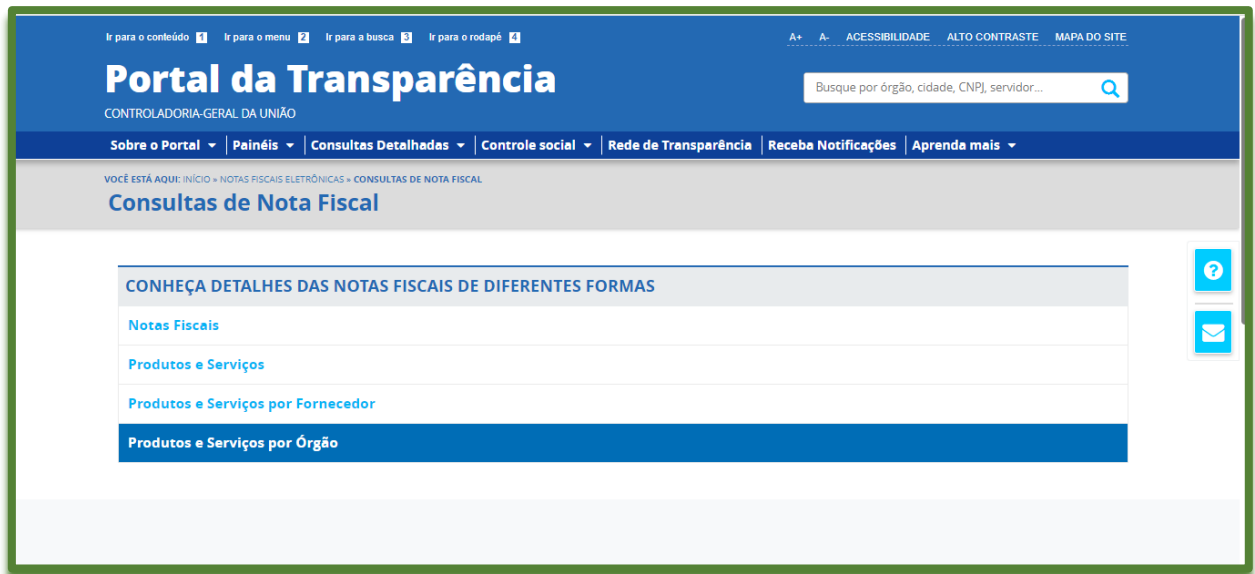 Ir para o conteúdo 1 Ir para o menu 2 Ir para a busca 3 Ir para o rodapé 4 A+ A- ACESSIBILIDADE ALTO CONTRASTE MAPA DO SITE
Portal da Transparência
Busque por órgão, cidade, CNPJ, servidor...
CONTROLADORIA-GERAL DA UNIÃO
Sobre o Portal Painéis Consultas Detalhadas Controle social Rede de Transparência Receba Notificações Aprenda mais
VOCÊ ESTÁ AQUI: INÍCIO » NOTAS FISCAIS ELETRÔNICAS » CONSULTAS DE NOTA FISCAL
Consultas de Nota Fiscal
CONHEÇA DETALHES DAS NOTAS FISCAIS DE DIFERENTES FORMAS
Notas Fiscais
Produtos e Serviços
Produtos e Serviços por Fornecedor
Produtos e Serviços por Órgão